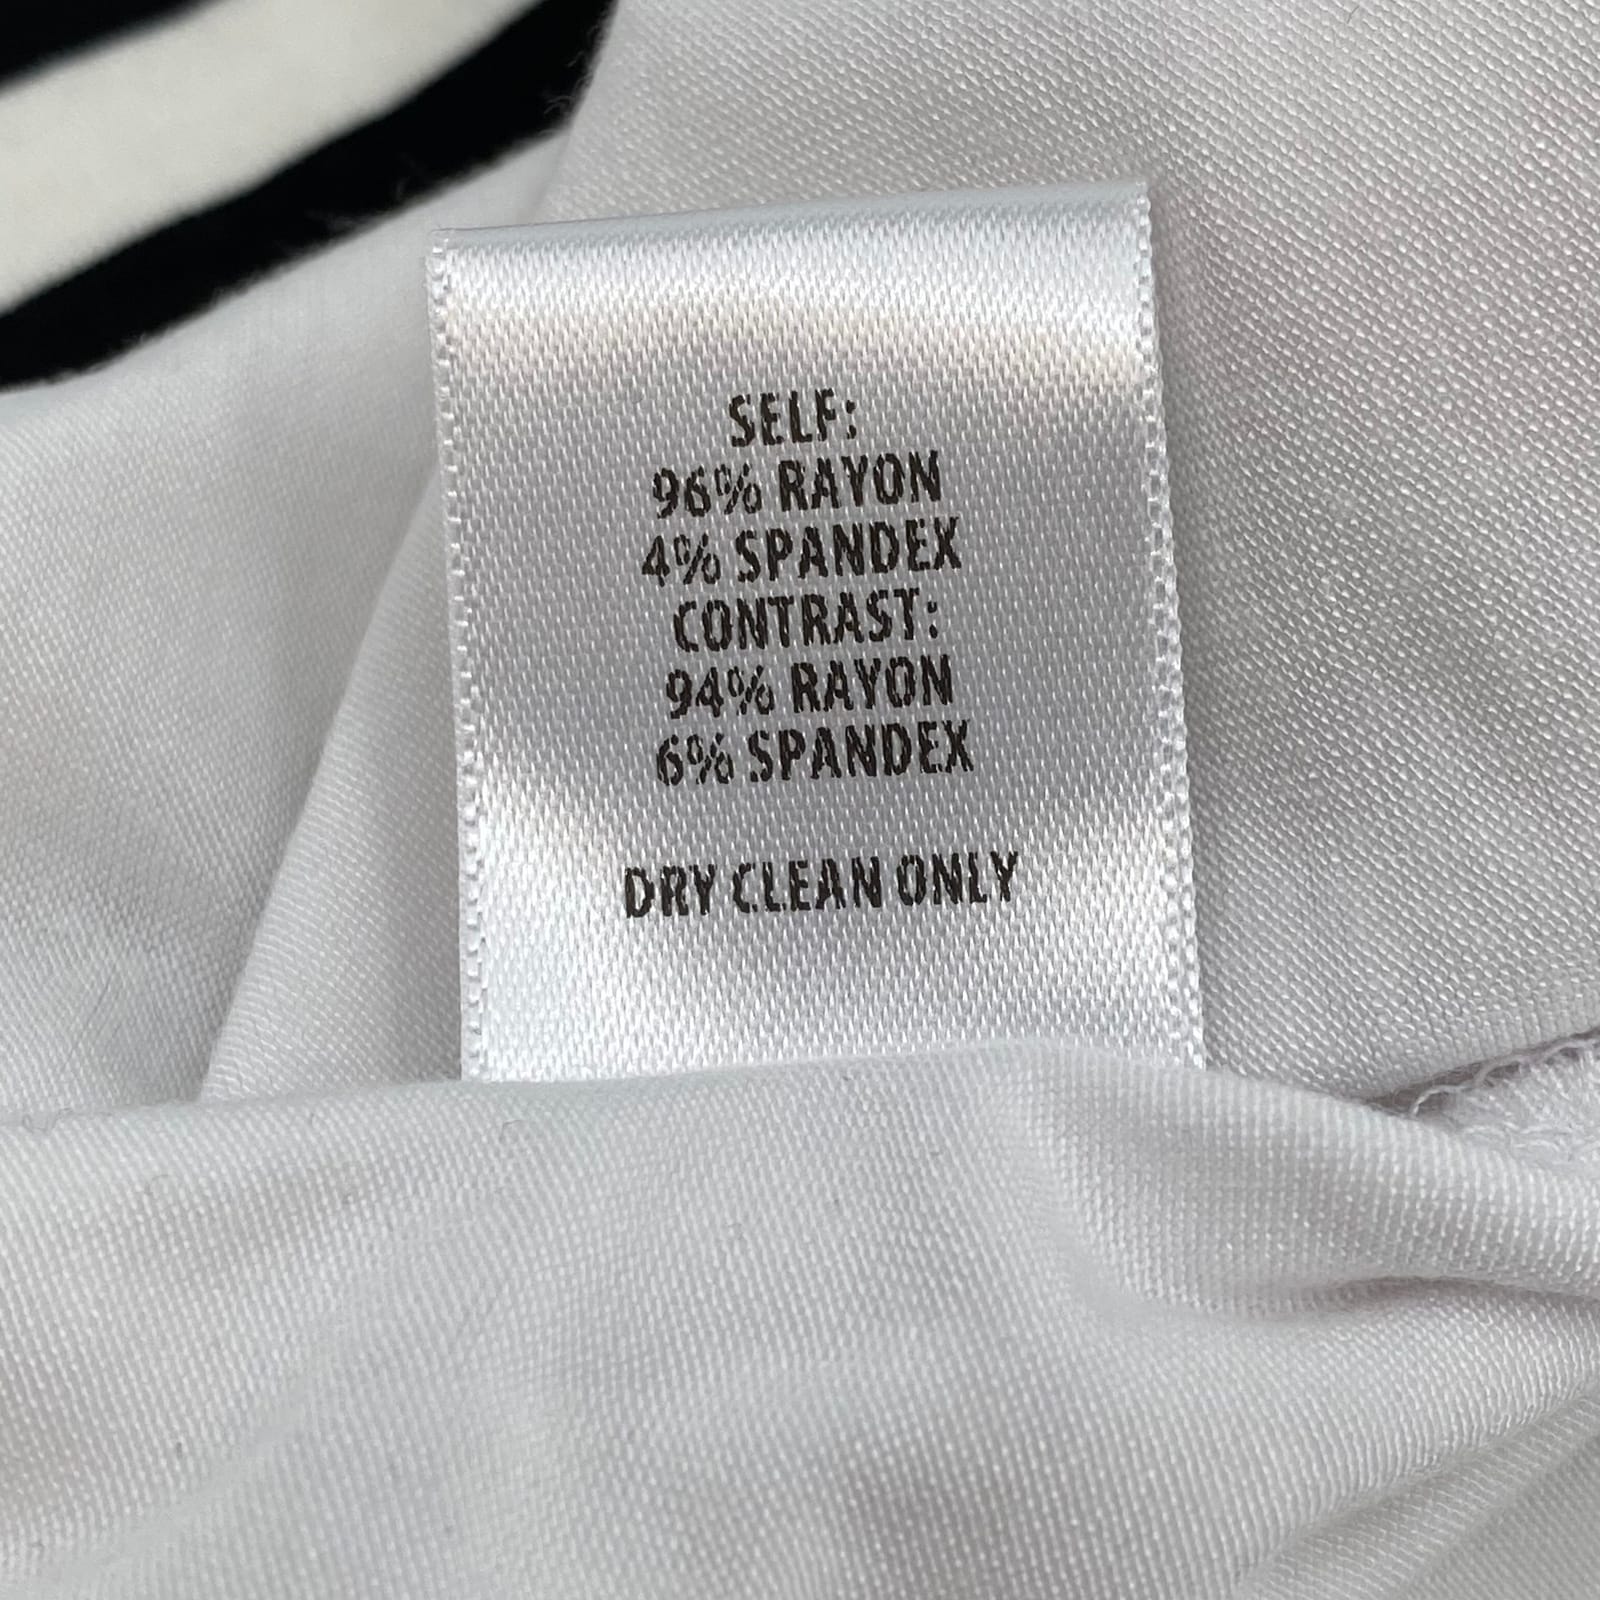 SELF:
96% RAYON
4% SPANDEX
CONTRAST:
94% RAYON
6% SPANDEX
DRY CLEAN ONLY